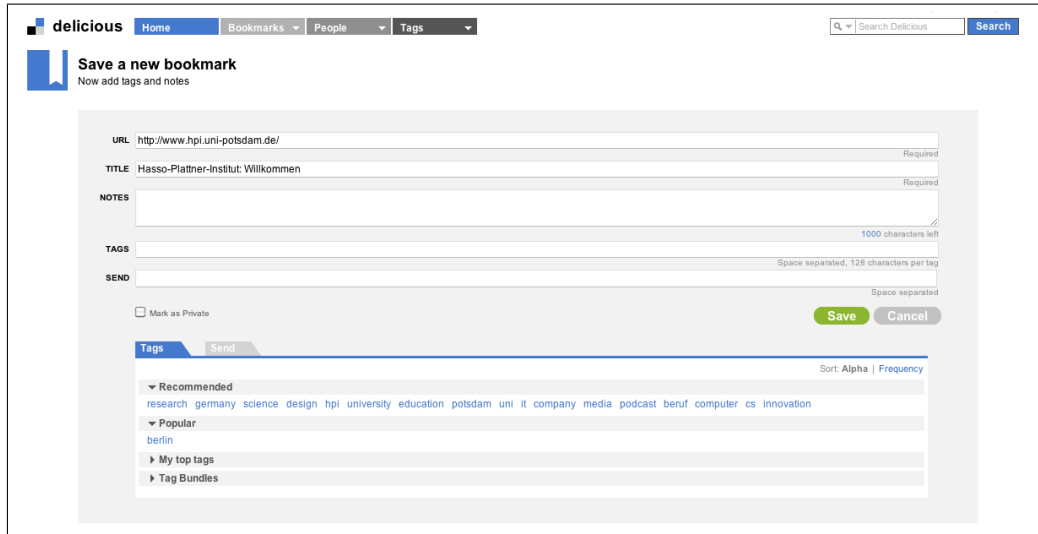 delicious Home Bookmarks People Tags Search Delicious Search
Save a new bookmark
Now add tags and notes
URL http://www.hpi.uni-potsdam.de/
Required
TITLE Hasso-Plattner-Institut: Willkommen
Required
NOTES
1000 characters left
TAGS
Space separated, 128 characters per tag
SEND
Space separated
Mark as Private Save Cancel
Tags Send
Sort: Alpha | Frequency
Recommended
research germany science design hpi university education potsdam uni it company media podcast beruf computer cs innovation
Popular
berlin
My top tags
Tag Bundles